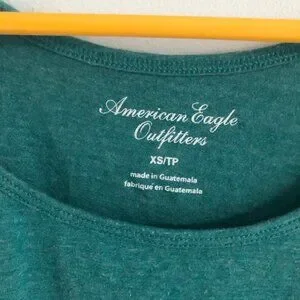 American Eagle
Outfitters
XS/TP
made in Guatemala
fabriqué en Guatemala